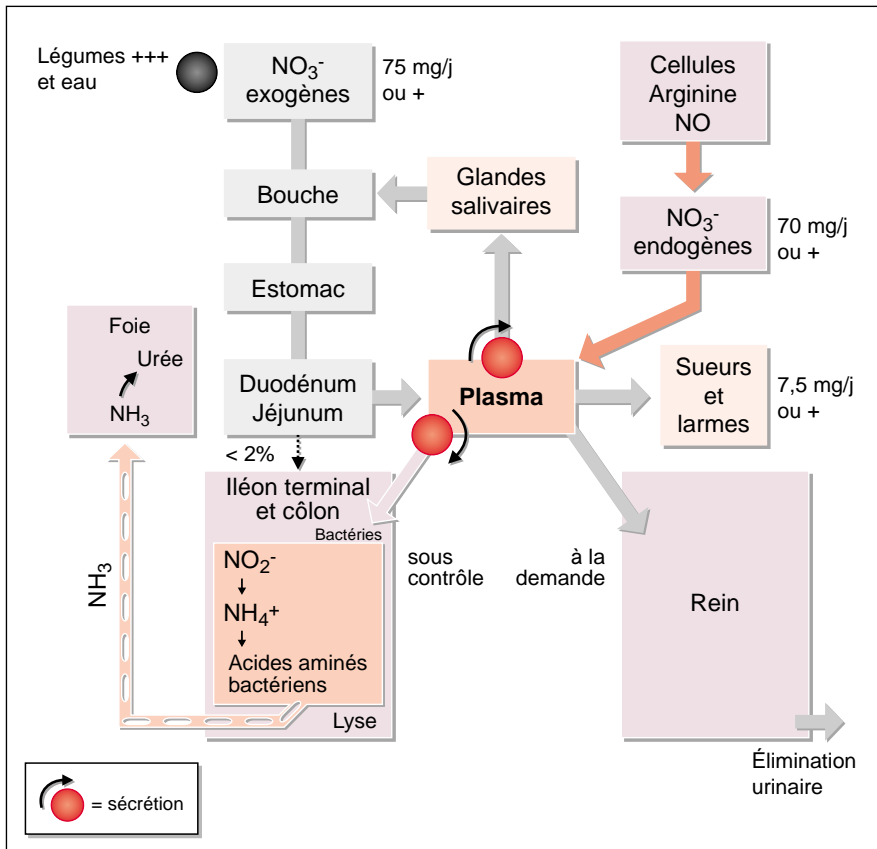 Légumes +++
et eau
NO₃⁻
exogènes
75 mg/j
ou +
Cellules
Arginine
NO
Bouche
Glandes
salivaires
NO₃⁻
endogènes
70 mg/j
ou +
Estomac
Foie
Urée
NH₃
Duodénum
Jéjunum
Plasma
Sueurs
et
larmes
7,5 mg/j
ou +
< 2%
Iléon terminal
et côlon
Bactéries
NO₂⁻
NH₄⁺
Acides aminés
bactériens
Lyse
NH₃
sous
contrôle
à la
demande
Rein
Élimination
urinaire
= sécrétion